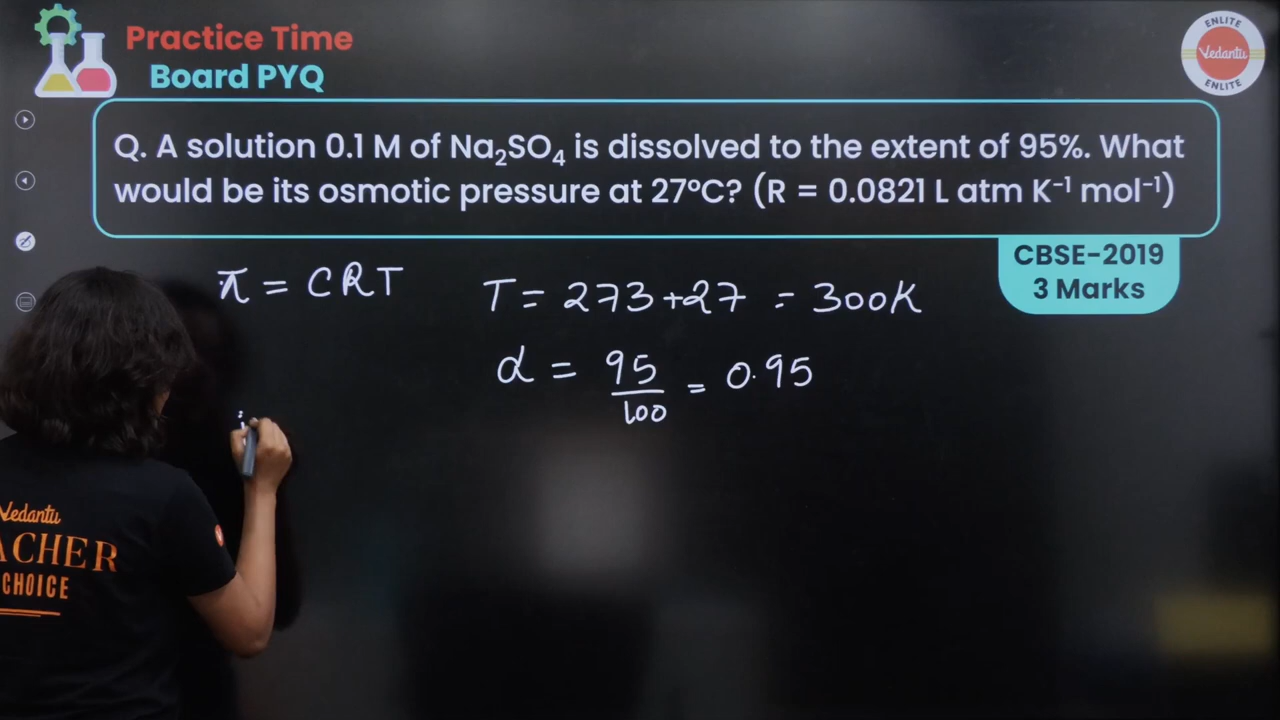 Practice Time
Board PYQ
ENLITE
Vedantu
ENLITE
Q. A solution 0.1 M of Na₂SO₄ is dissolved to the extent of 95%. What
would be its osmotic pressure at 27°C? (R = 0.0821 L atm K⁻¹ mol⁻¹)
CBSE-2019
3 Marks
π = CRT
T = 273+27 = 300K
α = 95/100 = 0.95
i
Vedantu
ACHER
CHOICE